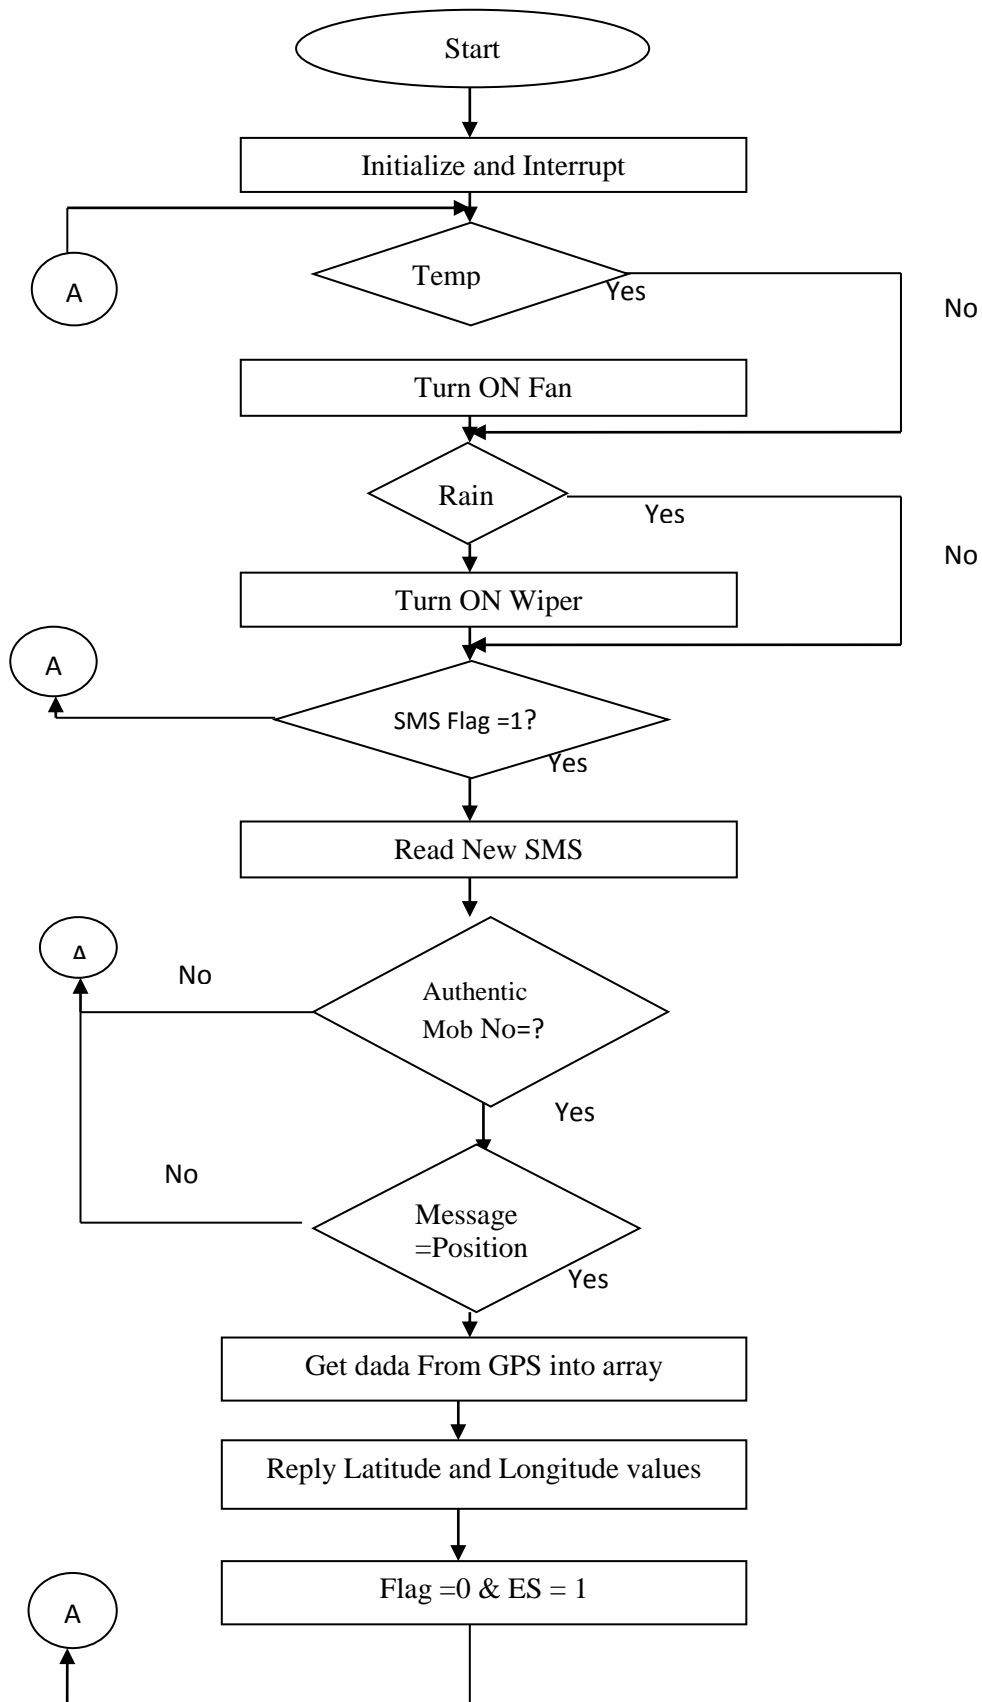 Start
Initialize and Interrupt
Temp
A
Yes
No
Turn ON Fan
Rain
Yes
No
Turn ON Wiper
A
SMS Flag =1?
Yes
Read New SMS
No
Authentic
Mob No=?
Yes
No
Message
=Position
Yes
Get dada From GPS into array
Reply Latitude and Longitude values
Flag =0 & ES = 1
A